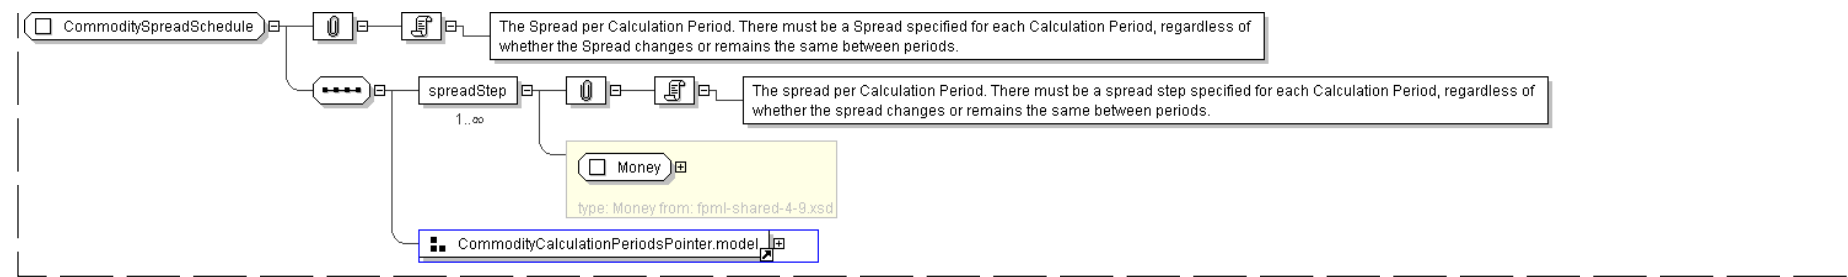 CommoditySpreadSchedule
The Spread per Calculation Period. There must be a Spread specified for each Calculation Period, regardless of
whether the Spread changes or remains the same between periods.
spreadStep
1..∞
The spread per Calculation Period. There must be a spread step specified for each Calculation Period, regardless of
whether the spread changes or remains the same between periods.
Money
type: Money from: fpml-shared-4-9.xsd
CommodityCalculationPeriodsPointer.model